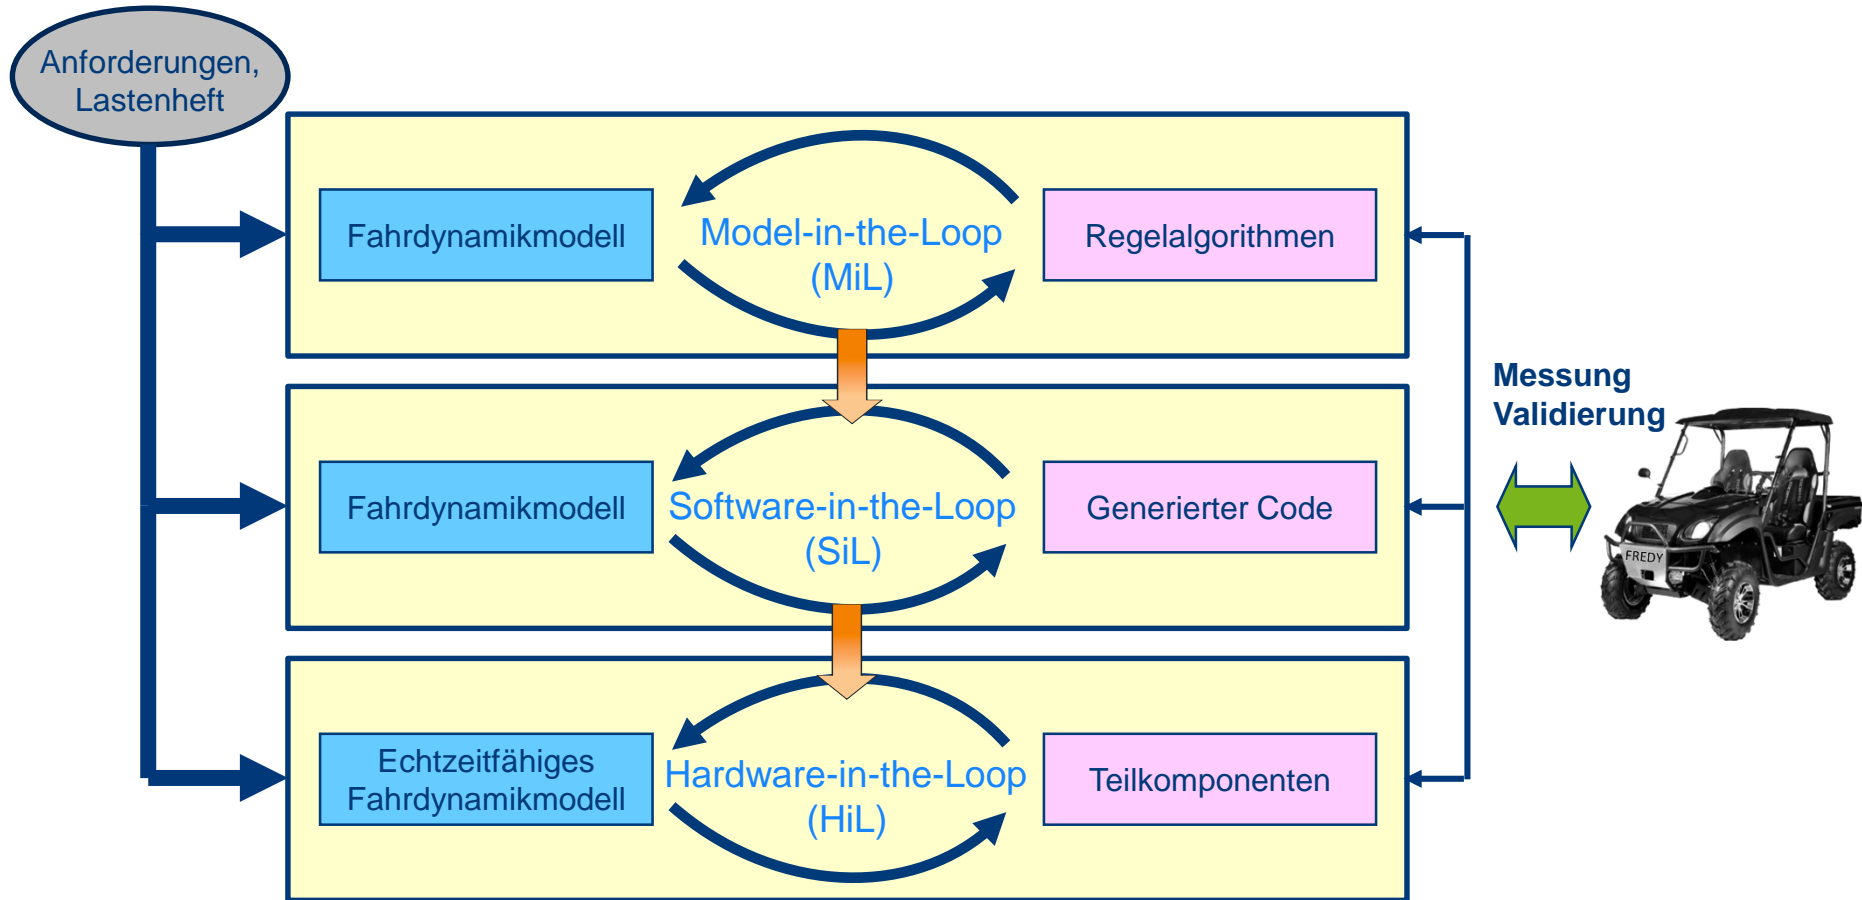 Anforderungen,
Lastenheft
Fahrdynamikmodell
Model-in-the-Loop
(MiL)
Regelalgorithmen
Fahrdynamikmodell
Software-in-the-Loop
(SiL)
Generierter Code
Echtzeitfähiges
Fahrdynamikmodell
Hardware-in-the-Loop
(HiL)
Teilkomponenten
Messung
Validierung
FREDY